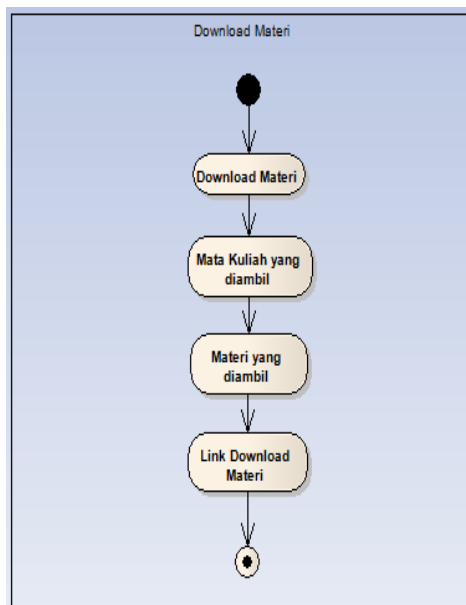 Download Materi
Download Materi
Mata Kuliah yang
diambil
Materi yang
diambil
Link Download
Materi